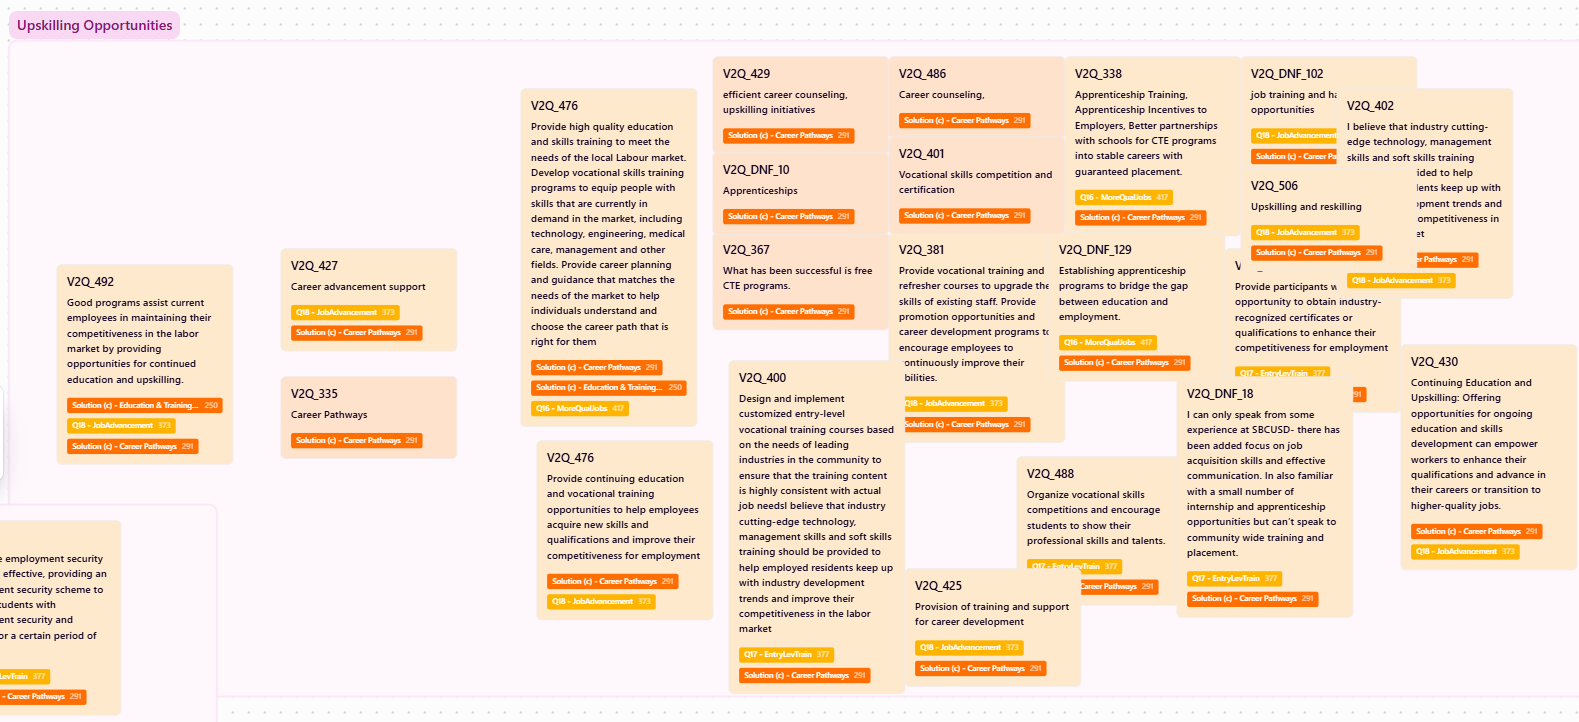 Upskilling Opportunities
V2Q_492
Good programs assist current
employees in maintaining their
competitiveness in the labor
market by providing
opportunities for continued
education and upskilling.
Solution (c) - Education & Training... 250
Q18 - JobAdvancement 373
Solution (c) - Career Pathways 291
V2Q_427
Career advancement support
Q18 - JobAdvancement 373
Solution (c) - Career Pathways 291
V2Q_335
Career Pathways
Solution (c) - Career Pathways 291
V2Q_476
Provide high quality education
and skills training to meet the
needs of the local Labour market.
Develop vocational skills training
programs to equip people with
skills that are currently in
demand in the market, including
technology, engineering, medical
care, management and other
fields. Provide career planning
and guidance that matches the
needs of the market to help
individuals understand and
choose the career path that is
right for them
Solution (c) - Career Pathways 291
Solution (c) - Education & Training... 250
Q16 - MoreQualJobs 417
V2Q_476
Provide continuing education
and vocational training
opportunities to help employees
acquire new skills and
qualifications and improve their
competitiveness for employment
Solution (c) - Career Pathways 291
Q18 - JobAdvancement 373
V2Q_429
efficient career counseling,
upskilling initiatives
Solution (c) - Career Pathways 291
V2Q_DNF_10
Apprenticeships
Solution (c) - Career Pathways 291
V2Q_367
What has been successful is free
CTE programs.
Solution (c) - Career Pathways 291
V2Q_400
Design and implement
customized entry-level
vocational training courses based
on the needs of leading
industries in the community to
ensure that the training content
is highly consistent with actual
job needsI believe that industry
cutting-edge technology,
management skills and soft skills
training should be provided to
help employed residents keep up
with industry development
trends and improve their
competitiveness in the labor
market
Q17 - EntryLevTrain 377
Solution (c) - Career Pathways 291
V2Q_486
Career counseling,
Solution (c) - Career Pathways 291
V2Q_401
Vocational skills competition and
certification
Solution (c) - Career Pathways 291
V2Q_381
Provide vocational training and
refresher courses to upgrade the
skills of existing staff. Provide
promotion opportunities and
career development programs to
encourage employees to
continuously improve their
bilities.
Q18 - JobAdvancement 373
Solution (c) - Career Pathways 291
V2Q_425
Provision of training and support
for career development
Q18 - JobAdvancement 373
Solution (c) - Career Pathways 291
V2Q_338
Apprenticeship Training,
Apprenticeship Incentives to
Employers, Better partnerships
with schools for CTE programs
into stable careers with
guaranteed placement.
Q16 - MoreQualJobs 417
Solution (c) - Career Pathways 291
V2Q_DNF_129
Establishing apprenticeship
programs to bridge the gap
between education and
employment.
Q16 - MoreQualJobs 417
Solution (c) - Career Pathways 291
V2Q_488
Organize vocational skills
competitions and encourage
students to show their
professional skills and talents.
Q17 - EntryLevTrain 377
Career Pathways 291
V2Q_DNF_102
job training and ha
opportunities
Q18 - JobAdvancement
Solution (c) - Career Pa
V2Q_506
Upskilling and reskilling
Q18 - JobAdvancement 373
Solution (c) - Career Pathways 291
V2Q_402
I believe that industry cutting-
edge technology, management
skills and soft skills training
ided to help
lents keep up with
opment trends and
ompetitiveness in
et
er Pathways 291
Q18 - JobAdvancement 373
Provide participants w
opportunity to obtain industry-
recognized certificates or
qualifications to enhance their
competitiveness for employment
Q17 - EntryLevTrain 377
91
V2Q_DNF_18
I can only speak from some
experience at SBCUSD- there has
been added focus on job
acquisition skills and effective
communication. In also familiar
with a small number of
internship and apprenticeship
opportunities but can't speak to
community wide training and
placement.
Q17 - EntryLevTrain 377
Solution (c) - Career Pathways 291
V2Q_430
Continuing Education and
Upskilling: Offering
opportunities for ongoing
education and skills
development can empower
workers to enhance their
qualifications and advance in
their careers or transition to
higher-quality jobs.
Solution (c) - Career Pathways 291
Q18 - JobAdvancement 373
e employment security
effective, providing an
ent security scheme to
tudents with
ent security and
or a certain period of
LevTrain 377
- Career Pathways 291